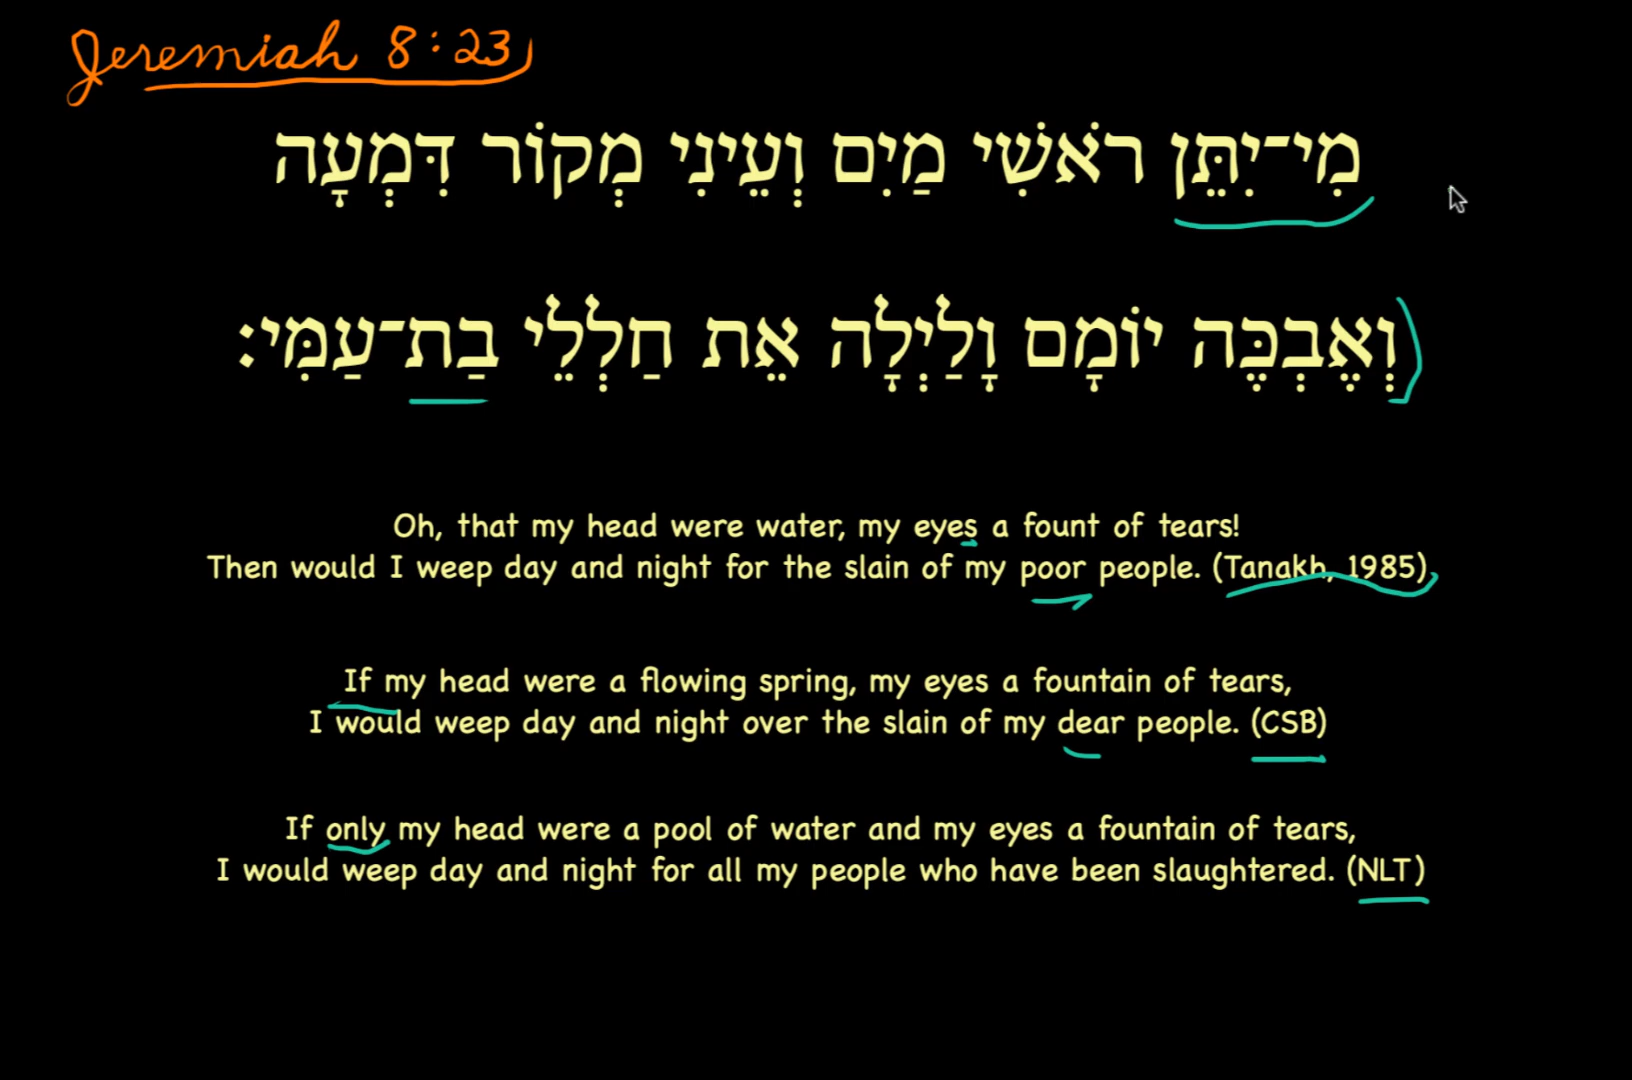 Jeremiah 8:23
מִי־יִתֵּן רֹאשִׁי מַיִם וְעֵינִי מְקוֹר דִּמְעָה
וְאֶבְכֶּה יוֹמָם וָלַיְלָה אֵת חַלְלֵי בַת־עַמִּי׃
Oh, that my head were water, my eyes a fount of tears!
Then would I weep day and night for the slain of my poor people. (Tanakh, 1985)
If my head were a flowing spring, my eyes a fountain of tears,
I would weep day and night over the slain of my dear people. (CSB)
If only my head were a pool of water and my eyes a fountain of tears,
I would weep day and night for all my people who have been slaughtered. (NLT)